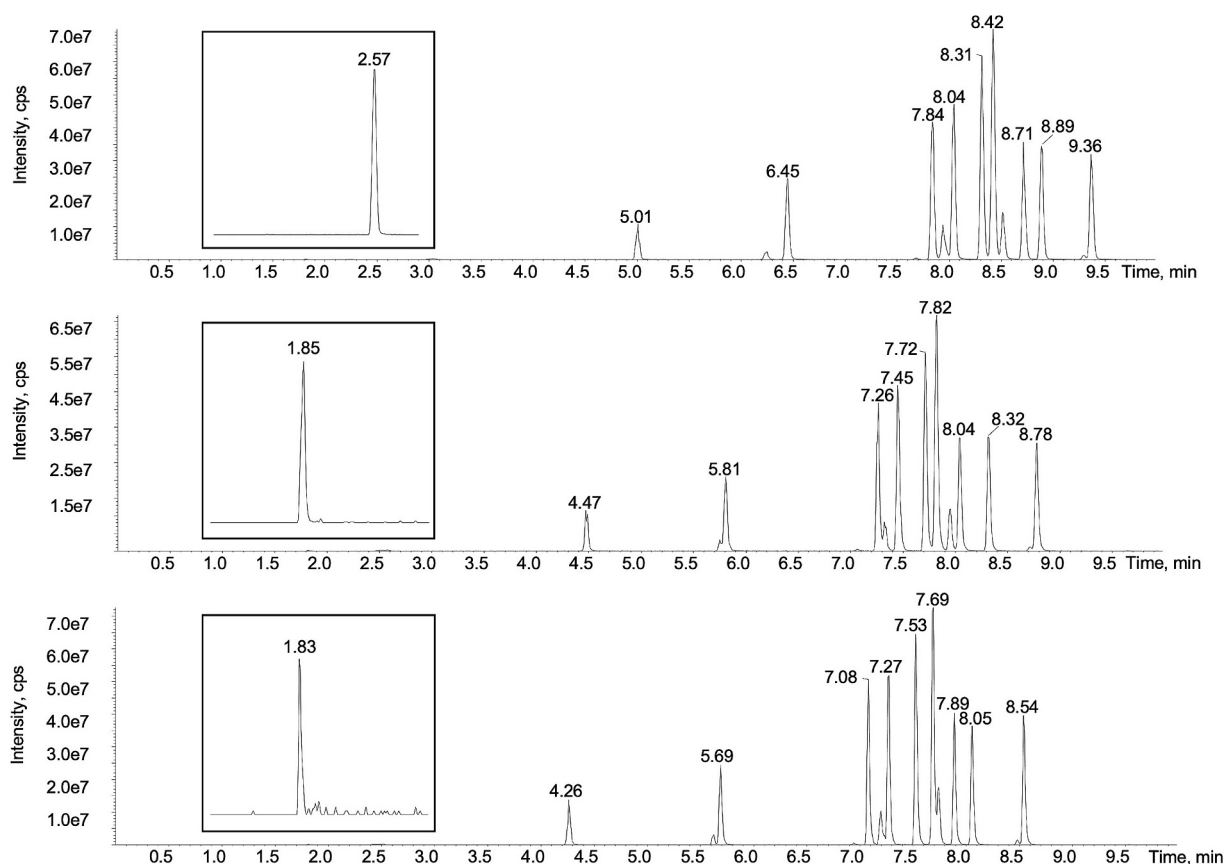 8.42
7.0e7
2.57
8.31
6.0e7
8.04
5.0e7
7.84
4.0e7
8.71
8.89
9.36
3.0e7
6.45
2.0e7
5.01
1.0e7
Intensity, cps
0.5 1.0 1.5 2.0 2.5 3.0 3.5 4.0 4.5 5.0 5.5 6.0 6.5 7.0 7.5 8.0 8.5 9.0 9.5 Time, min
7.82
6.5e7
1.85
7.72
5.5e7
7.45
4.5e7
7.26
8.04
8.32
8.78
3.5e7
5.81
2.5e7
4.47
1.5e7
Intensity, cps
0.5 1.0 1.5 2.0 2.5 3.0 3.5 4.0 4.5 5.0 5.5 6.0 6.5 7.0 7.5 8.0 8.5 9.0 9.5 Time, min
7.69
7.0e7
7.53
1.83
6.0e7
7.08
7.27
5.0e7
7.89
8.05
8.54
4.0e7
3.0e7
5.69
2.0e7
4.26
1.0e7
Intensity, cps
0.5 1.0 1.5 2.0 2.5 3.0 3.5 4.0 4.5 5.0 5.5 6.0 6.5 7.0 7.5 8.0 8.5 9.0 9.5 Time, min